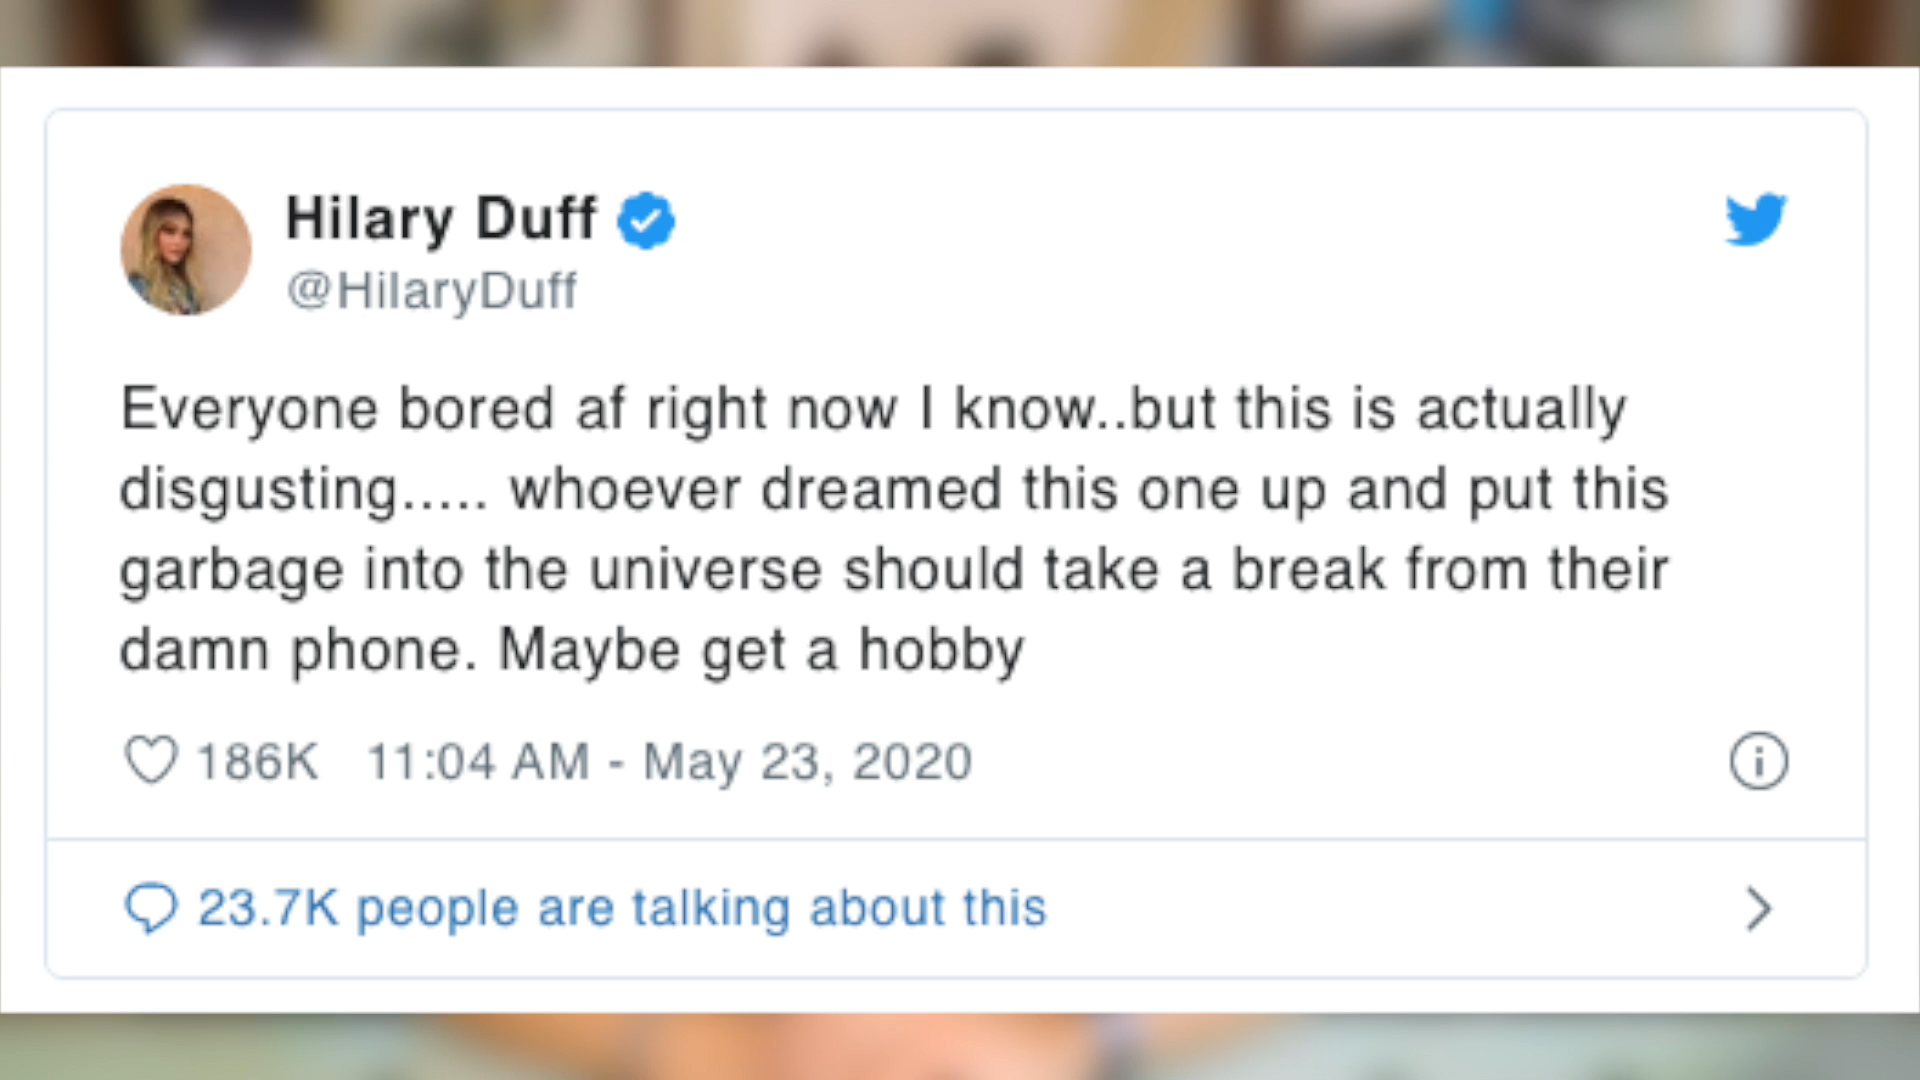 Hilary Duff
@HilaryDuff
Everyone bored af right now I know..but this is actually
disgusting..... whoever dreamed this one up and put this
garbage into the universe should take a break from their
damn phone. Maybe get a hobby
186K 11:04 AM - May 23, 2020
23.7K people are talking about this